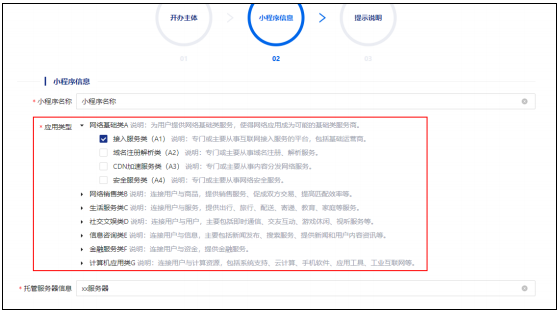 开办主体
小程序信息
提示说明
01
02
03
小程序信息
* 小程序名称 小程序名称
* 应用类型 网络基础类A 说明：为用户提供网络基础类服务，使得网络应用成为可能的基础类服务商。
接入服务类（A1） 说明：专门或主要从事互联网接入服务的平台，包括基础运营商。
域名注册解析类（A2） 说明：专门或主要从事域名注册、解析服务。
CDN加速服务类（A3） 说明：专门或主要从事内容分发网络服务。
安全服务类（A4） 说明：专门或主要从事网络安全服务。
网络销售类B 说明：连接用户与商品，提供销售服务、促成双方交易、提高匹配效率等。
生活服务类C 说明：连接用户与服务，提供出行、旅行、配送、寄递、教育、家庭等服务。
社交文娱类D 说明：连接用户与用户，主要包括即时通信、交友互动、游戏休闲、视听服务等。
信息咨询类E 说明：连接用户与信息，主要包括新闻发布、搜索服务、提供新闻和用户内容资讯等。
金融服务类F 说明：连接用户与资金，提供金融服务。
计算机应用类G 说明：连接用户与计算资源，包括系统支持、云计算、手机软件、应用工具、工业互联网等。
* 托管服务器信息 xx服务器